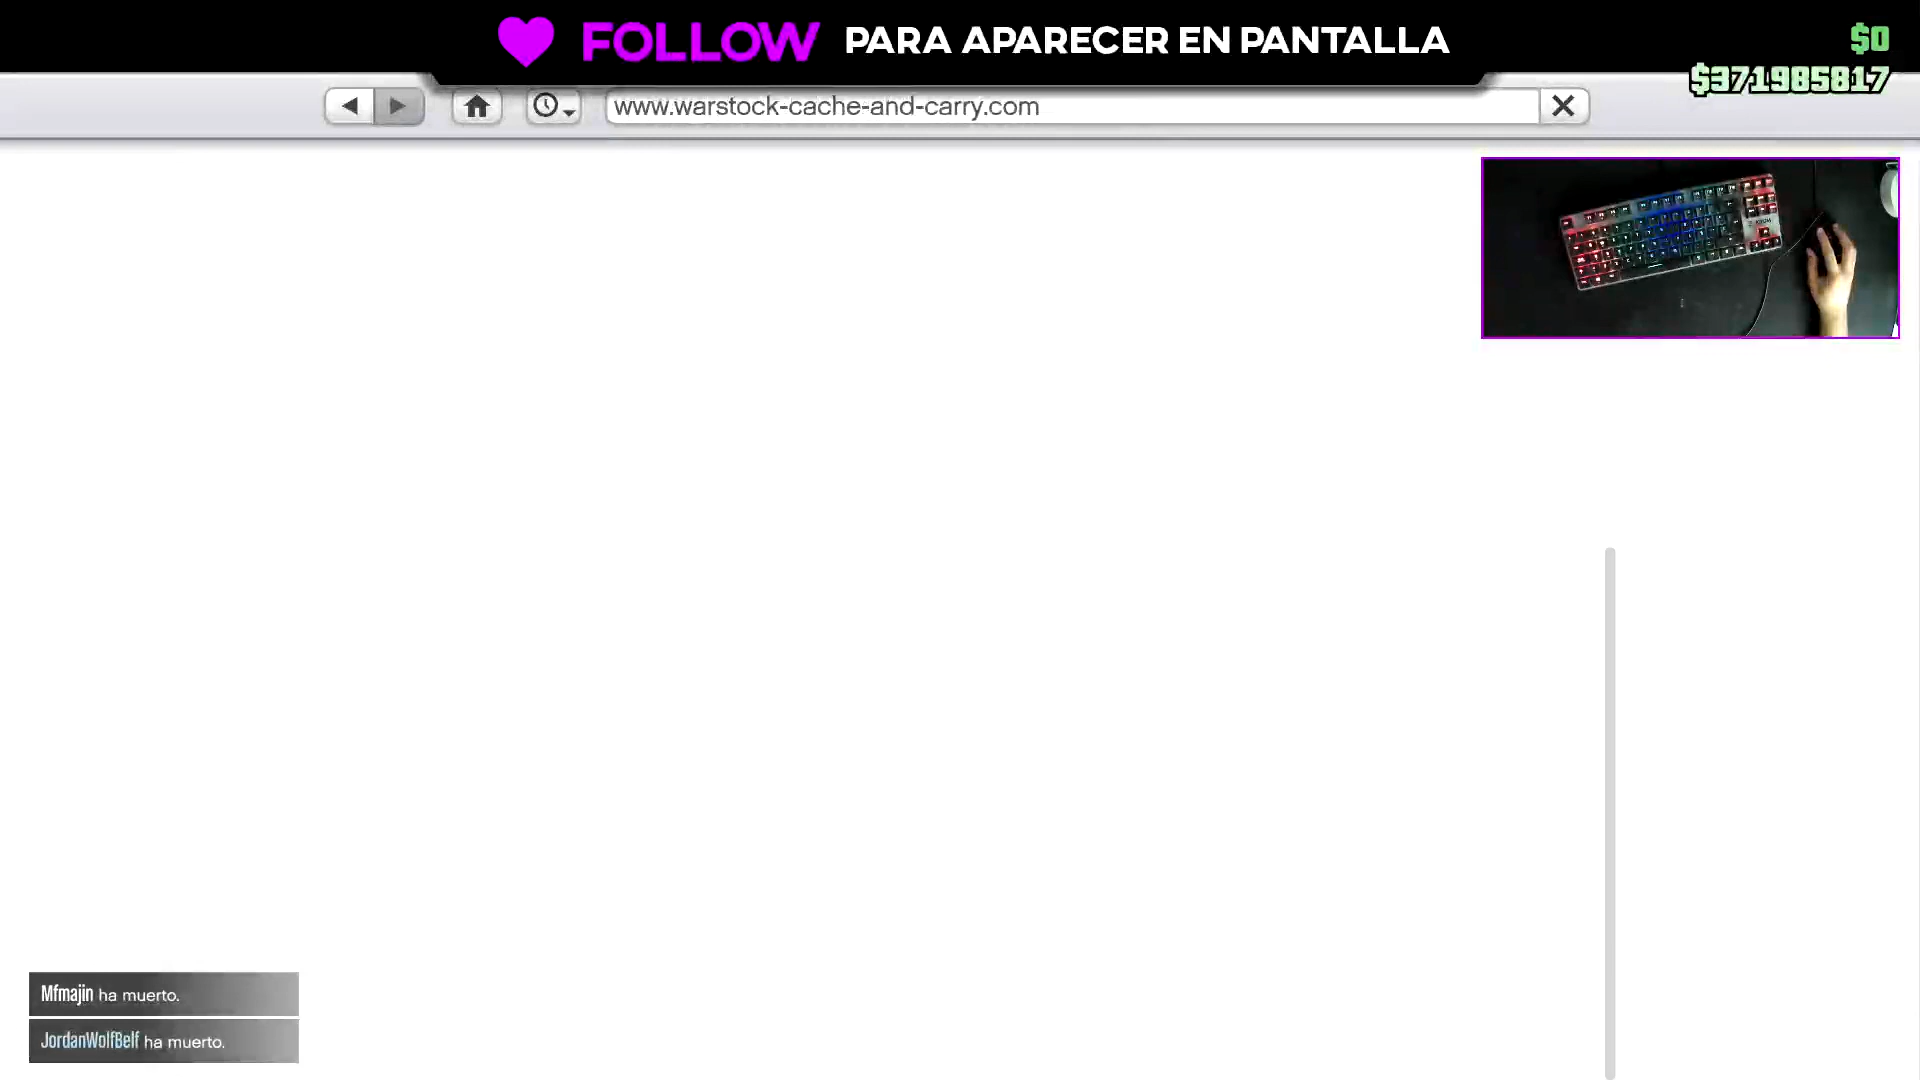 FOLLOW PARA APARECER EN PANTALLA
$0
$371985817
www.warstock-cache-and-carry.com
Mfmajin ha muerto.
JordanWolfBelf ha muerto.